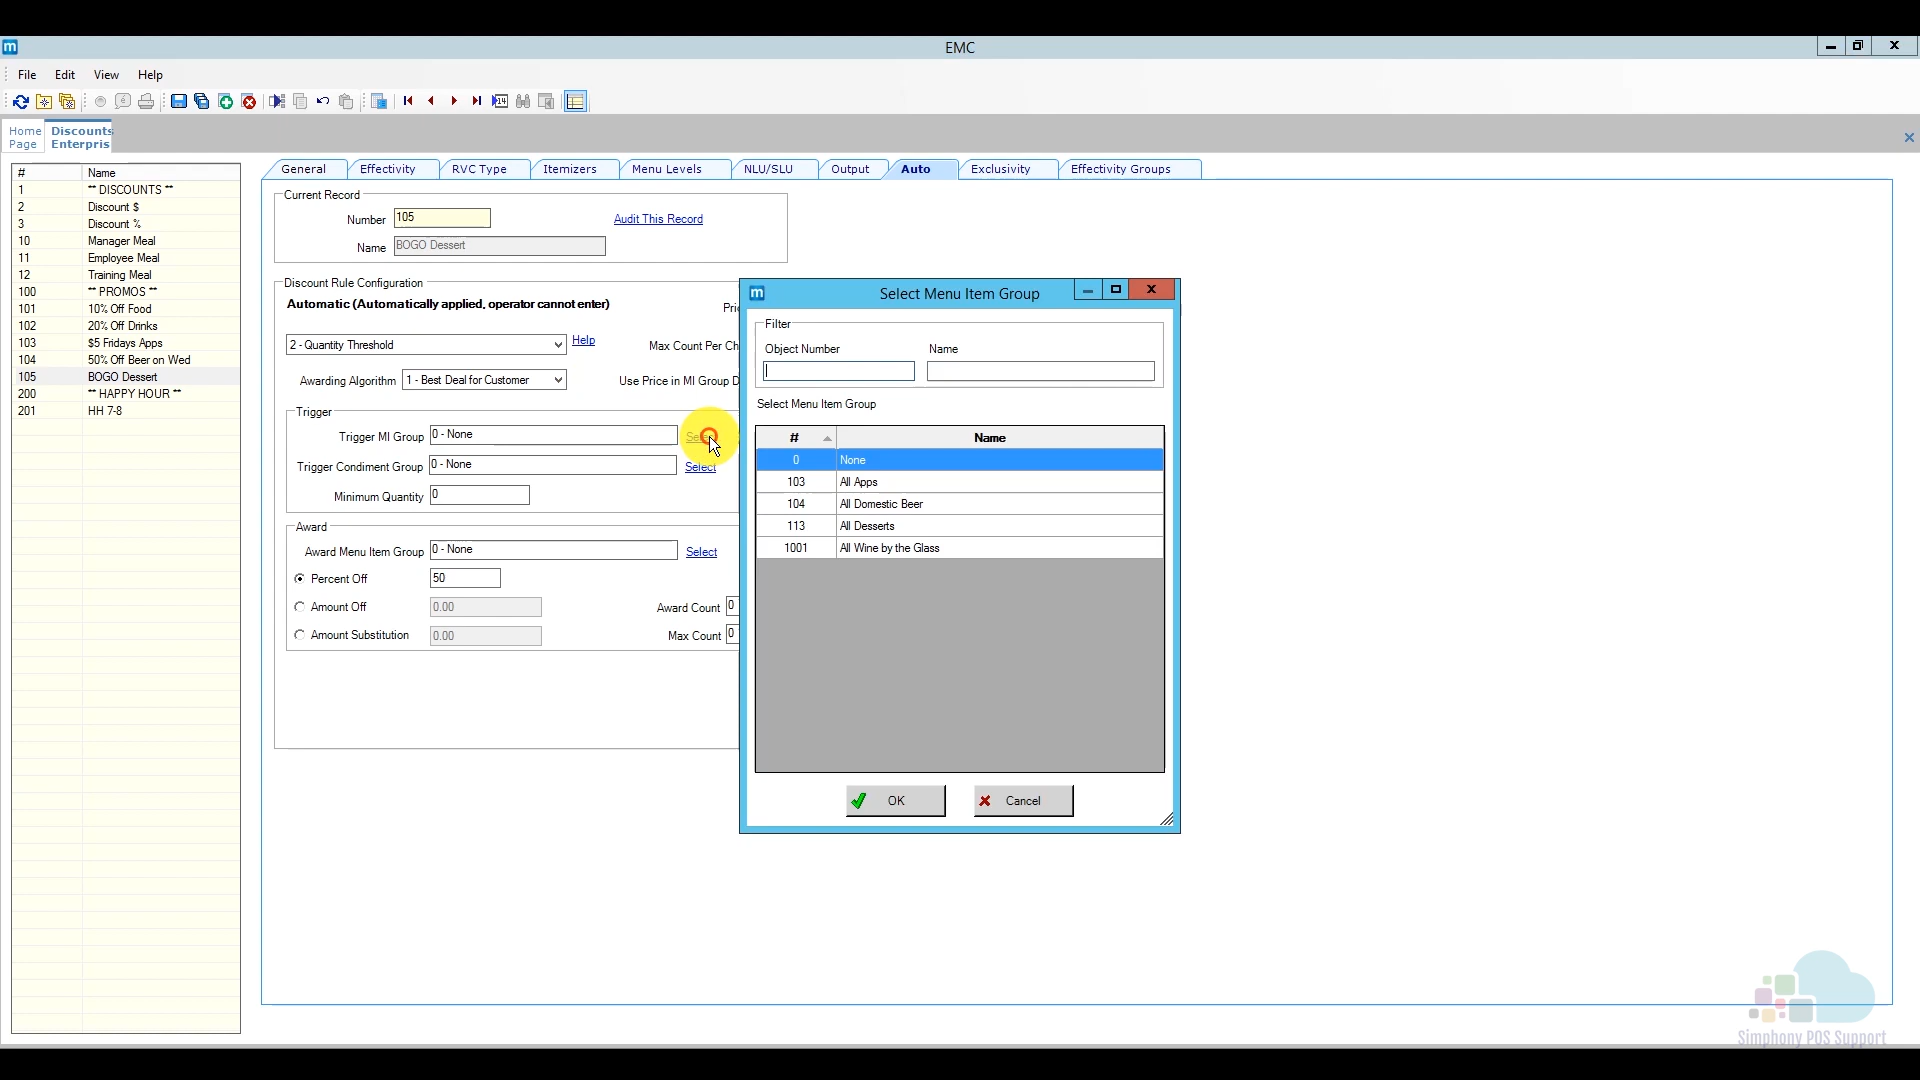 EMC
File Edit View Help
Home Page
Discounts Enterpris
# Name
1 ** DISCOUNTS **
2 Discount $
3 Discount %
10 Manager Meal
11 Employee Meal
12 Training Meal
100 ** PROMOS **
101 10% Off Food
102 20% Off Drinks
103 $5 Fridays Apps
104 50% Off Beer on Wed
105 BOGO Dessert
200 ** HAPPY HOUR **
201 HH 7-8
General Effectivity RVC Type Itemizers Menu Levels NLU/SLU Output Auto Exclusivity Effectivity Groups
Current Record
Number 105 Audit This Record
Name BOGO Dessert
Discount Rule Configuration
Automatic (Automatically applied, operator cannot enter)
2 - Quantity Threshold Help Max Count Per Ch
Awarding Algorithm 1 - Best Deal for Customer Use Price in MI Group D
Trigger
Trigger MI Group 0 - None
Trigger Condiment Group 0 - None Select
Minimum Quantity 0
Award
Award Menu Item Group 0 - None Select
Percent Off 50
Amount Off 0.00 Award Count 0
Amount Substitution 0.00 Max Count 0
Select Menu Item Group
Filter
Object Number Name
Select Menu Item Group
# Name
0 None
103 All Apps
104 All Domestic Beer
113 All Desserts
1001 All Wine by the Glass
OK Cancel
Simphony POS Support